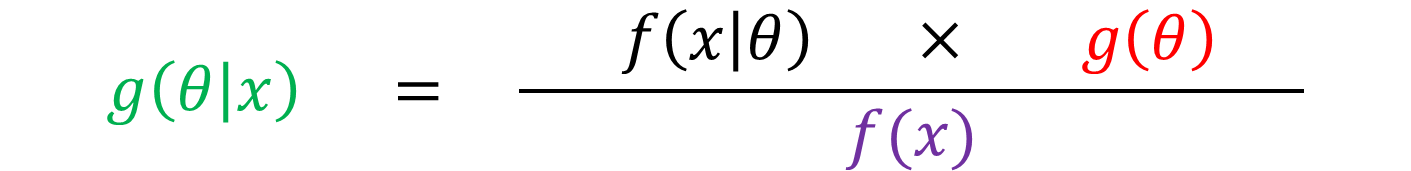 g(θ|x) = f(x|θ) × g(θ)
f(x)